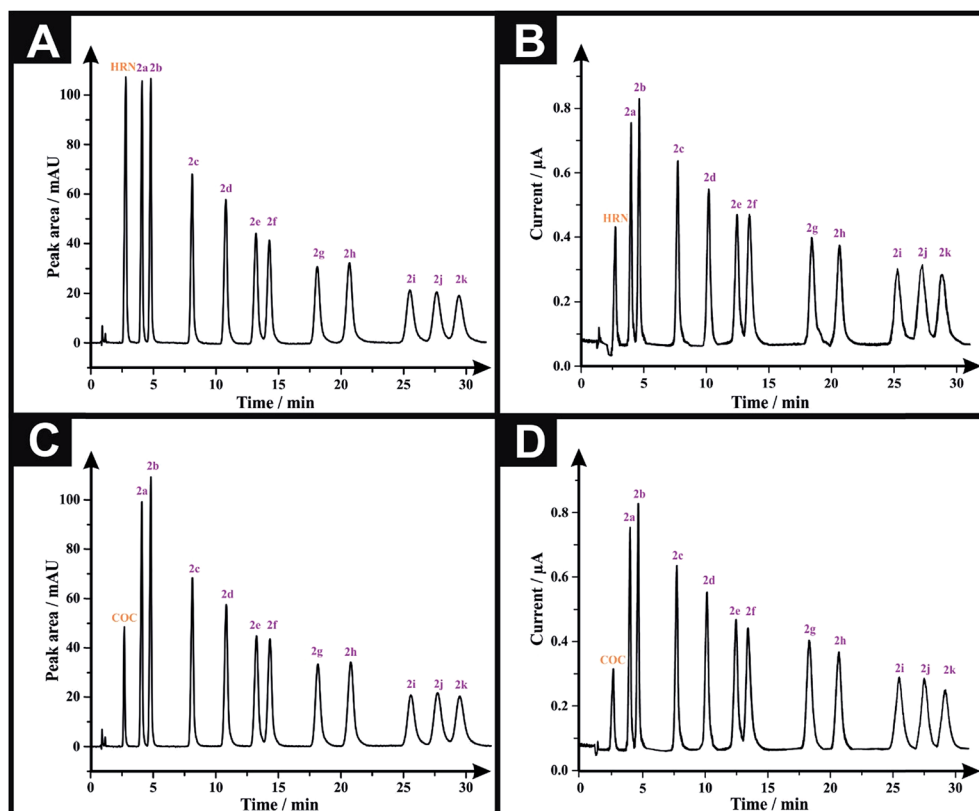 A
HRN 2a 2b
2c
2d
2e 2f
2g 2h
2i 2j 2k
Peak area / mAU
100
80
60
40
20
0
0 5 10 15 20 25 30
Time / min
B
2b
2a
HRN
2c
2d
2e 2f
2g 2h
2i 2j 2k
Current / µA
0.8
0.6
0.4
0.2
0.0
0 5 10 15 20 25 30
Time / min
C
2b
2a
COC
2c
2d
2e 2f
2g 2h
2i 2j 2k
Peak area / mAU
100
80
60
40
20
0
0 5 10 15 20 25 30
Time / min
D
2b
2a
COC
2c
2d
2e 2f
2g 2h
2i 2j 2k
Current / µA
0.8
0.6
0.4
0.2
0.0
0 5 10 15 20 25 30
Time / min